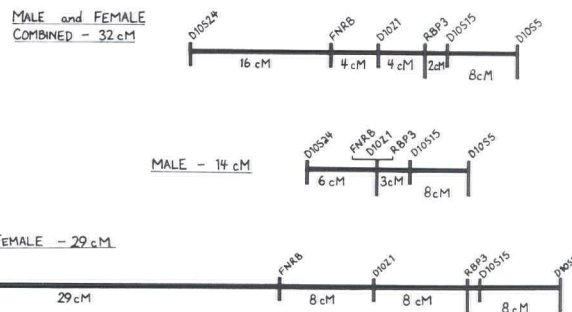 MALE and FEMALE
COMBINED - 32 cM
D10S24 FNRB D10Z1 RBP3 D10S15 D10S5
16 cM 4 cM 4 cM 2cM 8cM
MALE - 14 cM
D10S24 FNRB D10Z1 RBP3 D10S15 D10S5
6 cM 3cM 8cM
EMALE - 29 cM
FNRB D10Z1 RBP3 D10S15 D10S
29 cM 8 cM 8 cM 8 cM